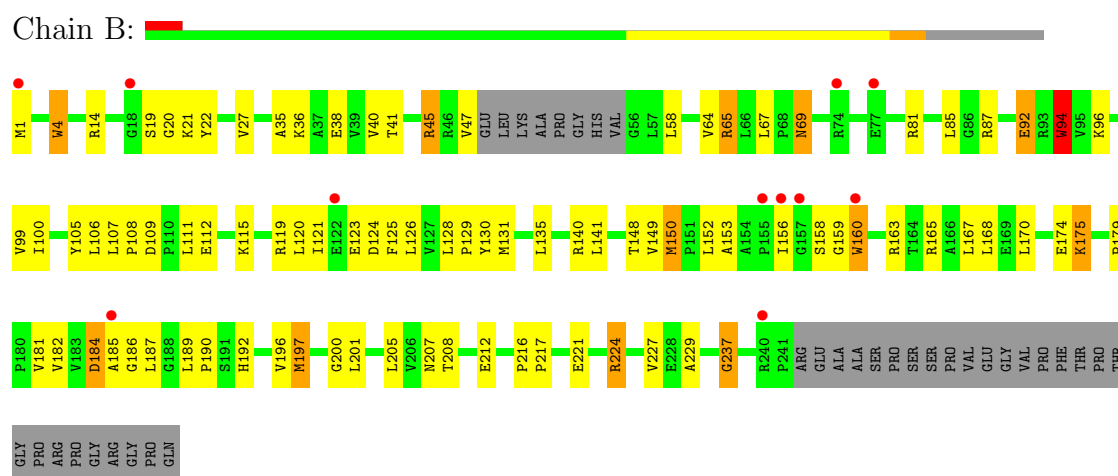 Chain B:
M1 W4 R14 G18 S19 G20 K21 Y22 V27 A35 K36 A37 E38 V39 V40 T41 R45 R46 V47 GLU LEU LYS ALA PRO GLY HIS VAL G56 L57 L58 V64 R65 L66 L67 P68 N69 R74 E77 R81 L85 G86 R87 E92 R93 W94 V95 K96
V99 I100 Y105 L106 L107 P108 D109 P110 L111 E112 K115 R119 L120 I121 E122 E123 D124 F125 L126 V127 L128 P129 Y130 M131 L135 R140 L141 T148 V149 M150 P151 L152 A153 A154 P155 I156 G157 S158 G159 W160 R163 T164 R165 A166 L167 L168 E169 L170 E174 K175
P180 V181 V182 V183 D184 A185 G186 L187 G188 L189 P190 S191 H192 V196 M197 G200 L201 L205 V206 N207 T208 E212 P216 P217 E221 R224 V227 E228 A229 G237 R240 P241 ARG GLU ALA ALA SER PRO SER SER PRO VAL GLU GLY VAL PRO PHE THR PRO
GLY PRO ARG PRO GLY ARG GLY PRO GLN